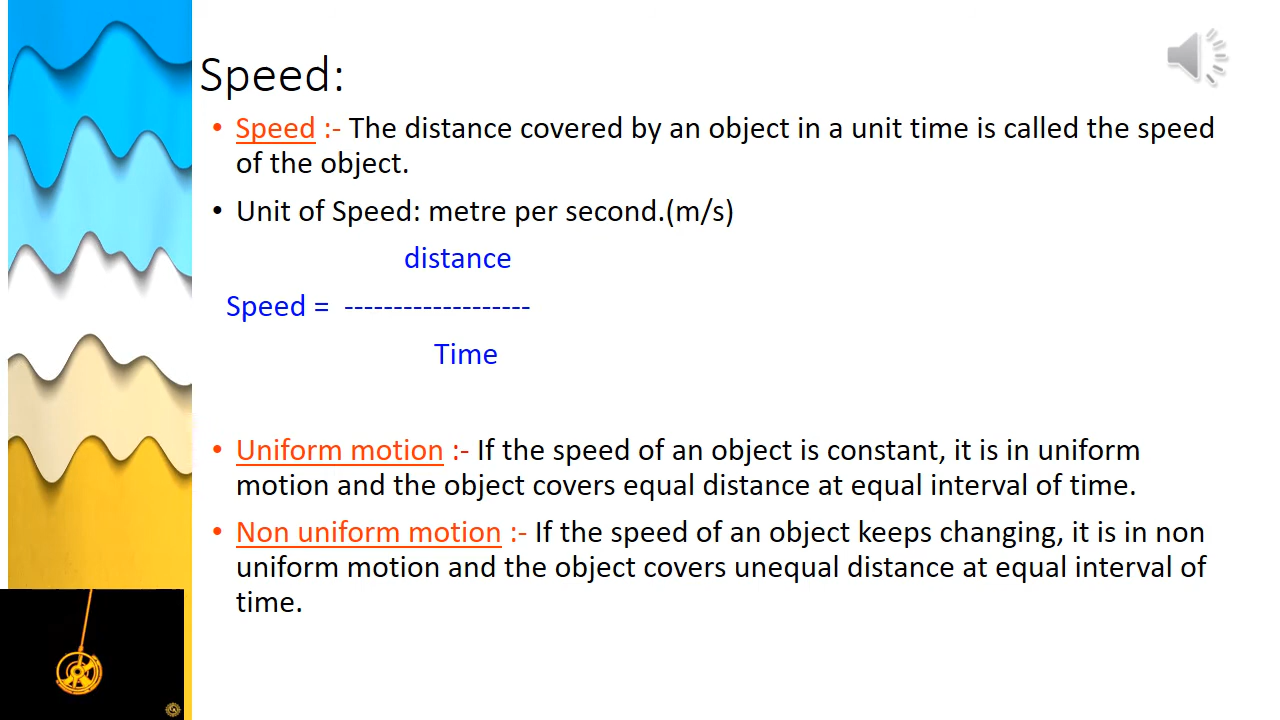 Speed:
• Speed :- The distance covered by an object in a unit time is called the speed
of the object.
• Unit of Speed: metre per second.(m/s)
distance
Speed = -------------------
Time
• Uniform motion :- If the speed of an object is constant, it is in uniform
motion and the object covers equal distance at equal interval of time.
• Non uniform motion :- If the speed of an object keeps changing, it is in non
uniform motion and the object covers unequal distance at equal interval of
time.